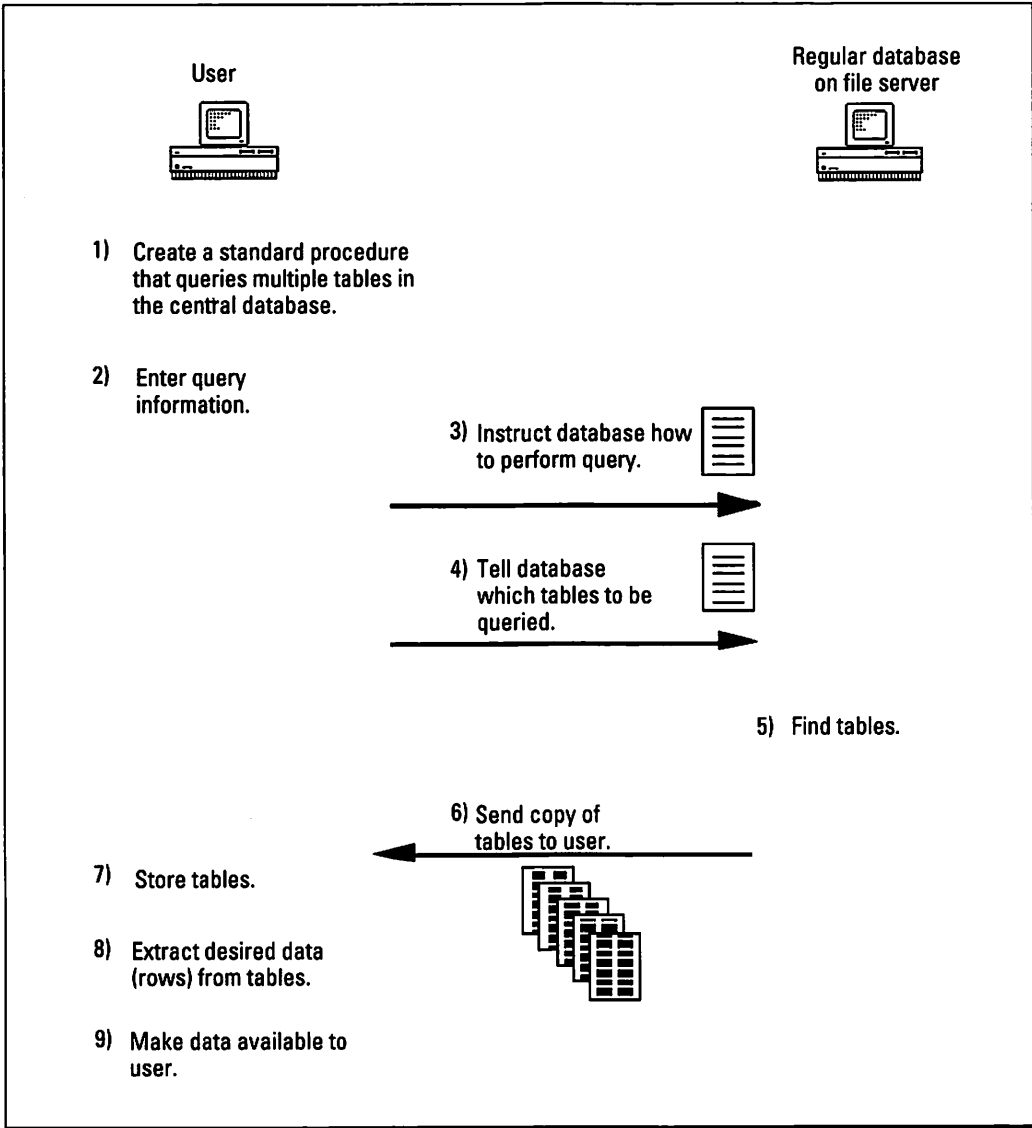 User
Regular database
on file server
1) Create a standard procedure
that queries multiple tables in
the central database.
2) Enter query
information.
3) Instruct database how
to perform query.
4) Tell database
which tables to be
queried.
5) Find tables.
6) Send copy of
tables to user.
7) Store tables.
8) Extract desired data
(rows) from tables.
9) Make data available to
user.